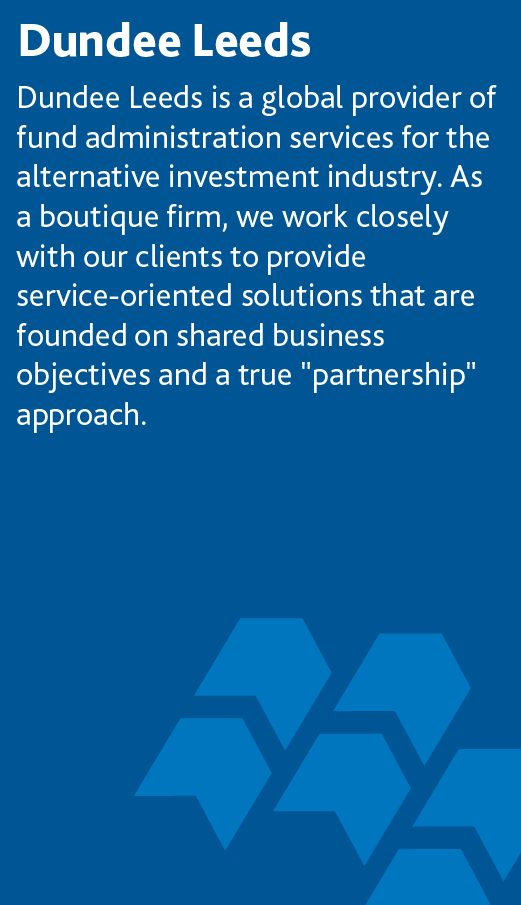 Dundee Leeds
Dundee Leeds is a global provider of
fund administration services for the
alternative investment industry. As
a boutique firm, we work closely
with our clients to provide
service-oriented solutions that are
founded on shared business
objectives and a true "partnership"
approach.